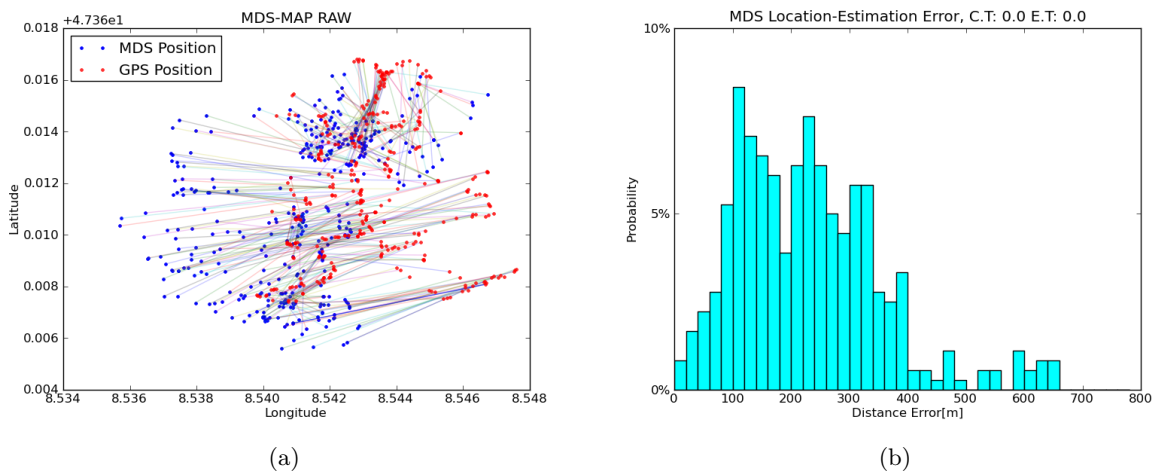 MDS-MAP RAW
+4.736e1
0.018
0.016
0.014
0.012
0.010
0.008
0.006
0.004
Latitude
MDS Position
GPS Position
8.534 8.536 8.538 8.540 8.542 8.544 8.546 8.548
Longitude
(a)
MDS Location-Estimation Error, C.T: 0.0 E.T: 0.0
10%
5%
0%
Probability
0 100 200 300 400 500 600 700 800
Distance Error[m]
(b)